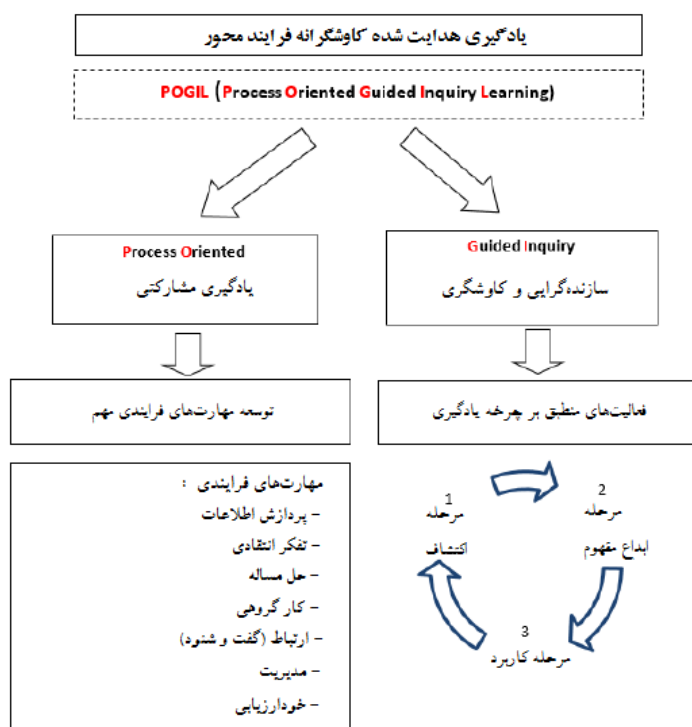 یادگیری هدایت شده کاوشگرانه فرایند محور
POGIL (Process Oriented Guided Inquiry Learning)
Process Oriented
یادگیری مشارکتی
Guided Inquiry
سازنده‌گرایی و کاوشگری
توسعه مهارت‌های فرایندی مهم
فعالیت‌های منطبق بر چرخه یادگیری
مهارت‌های فرایندی :
- پردازش اطلاعات
- تفکر انتقادی
- حل مساله
- کار گروهی
- ارتباط (گفت و شنود)
- مدیریت
- خودارزیابی
1
مرحله
اکتشاف
2
مرحله
ابداع مفهوم
3
مرحله کاربرد